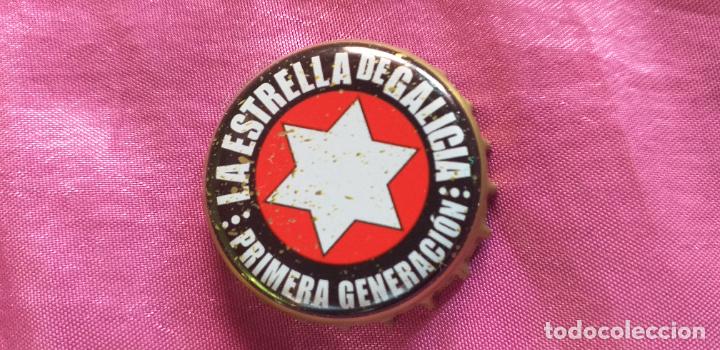 LA ESTRELLA DE GALICIA
PRIMERA GENERACIÓN
todocoleccion